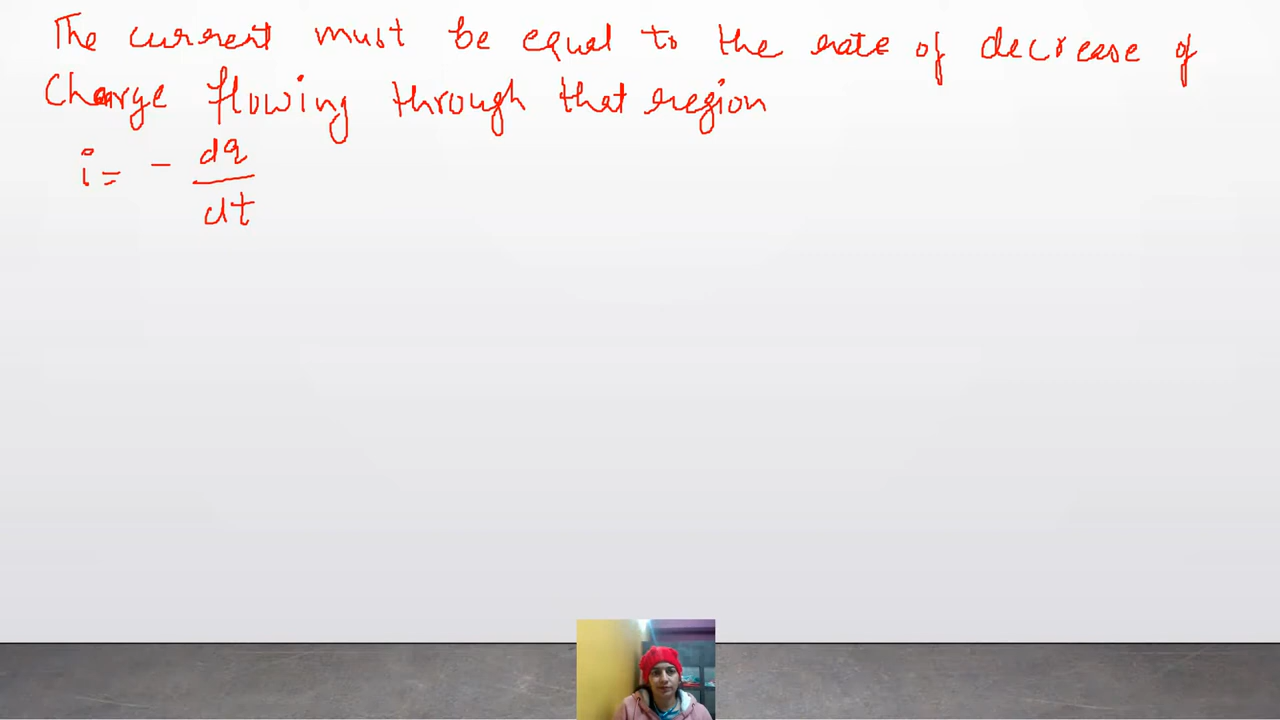 The current must be equal to the rate of decrease of
Charge flowing through that region
i = - dq/dt